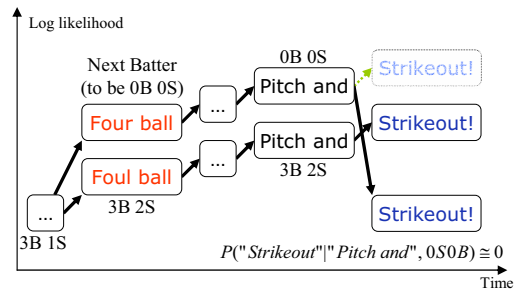 Log likelihood
Next Batter
(to be 0B 0S)
0B 0S
Strikeout!
...
Pitch and
Four ball
Strikeout!
...
Pitch and
Foul ball
3B 2S
3B 2S
...
Strikeout!
3B 1S
P("Strikeout"|"Pitch and", 0S0B) ≅ 0
Time